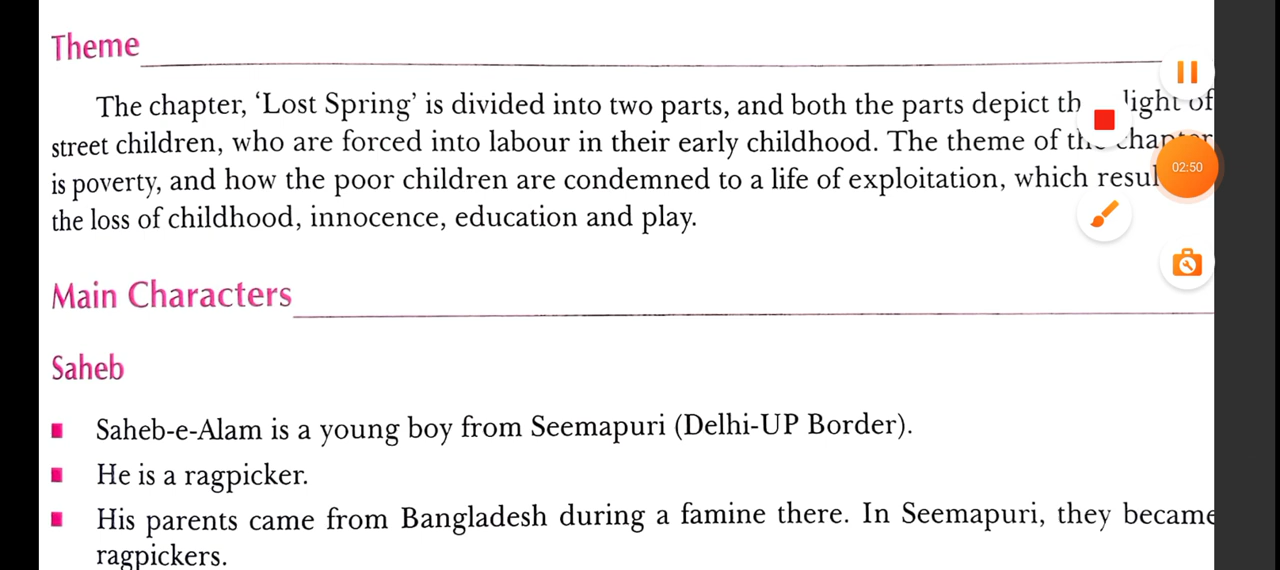 Theme
The chapter, ‘Lost Spring’ is divided into two parts, and both the parts depict of
street children, who are forced into labour in their early childhood. The theme of
is poverty, and how the poor children are condemned to a life of exploitation, which
the loss of childhood, innocence, education and play.
Main Characters
Saheb
Saheb-e-Alam is a young boy from Seemapuri (Delhi-UP Border).
He is a ragpicker.
His parents came from Bangladesh during a famine there. In Seemapuri, they became
ragpickers.
02:50